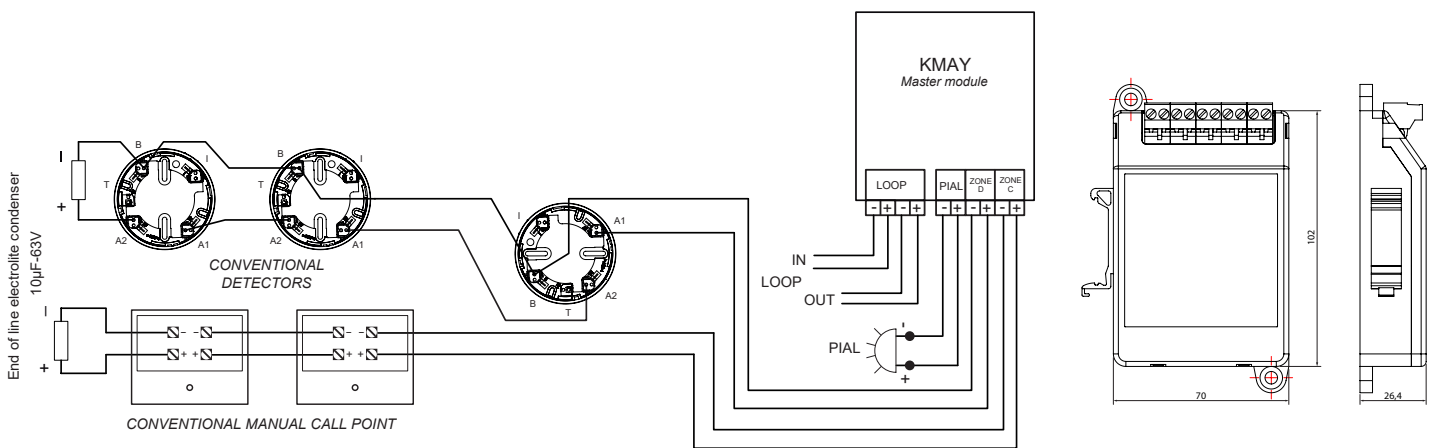 KMAY
Master module
LOOP
PIAL
ZONE
D
ZONE
C
- + - + - + - + - +
IN
LOOP
OUT
PIAL
-
+
End of line electrolite condenser
10µF-63V
-
+
B
I
T
A2
A1
B
I
T
A2
A1
CONVENTIONAL
DETECTORS
I
A1
B
T
A2
-
+
- -
+ +
- -
+ +
CONVENTIONAL MANUAL CALL POINT
102
70
26,4